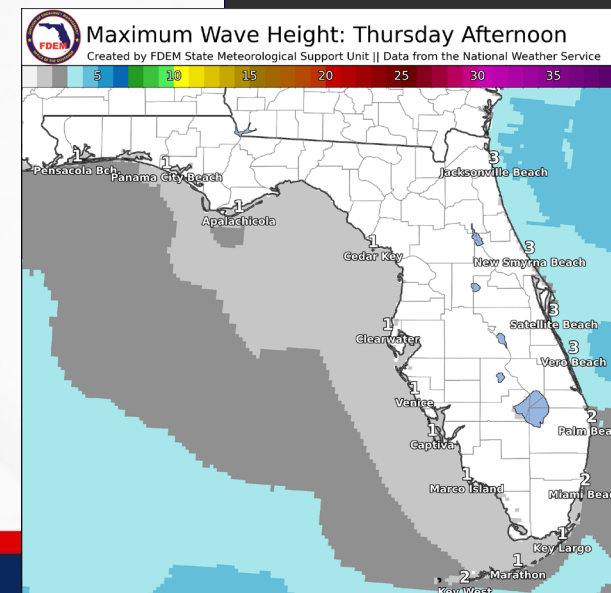 FDEM
Maximum Wave Height: Thursday Afternoon
Created by FDEM State Meteorological Support Unit || Data from the National Weather Service
5 10 15 20 25 30 35
1
Pensacola Bch.
1
Panama City Beach
1
Apalachicola
3
Jacksonville Beach
1
Cedar Key
3
New Smyrna Beach
3
Satellite Beach
1
Clearwater
3
Vero Beach
1
Venice
2
Palm Bea
1
Captiva
1
Marco Island
2
Miami Beac
1
Key Largo
1
Marathon
2
Key West